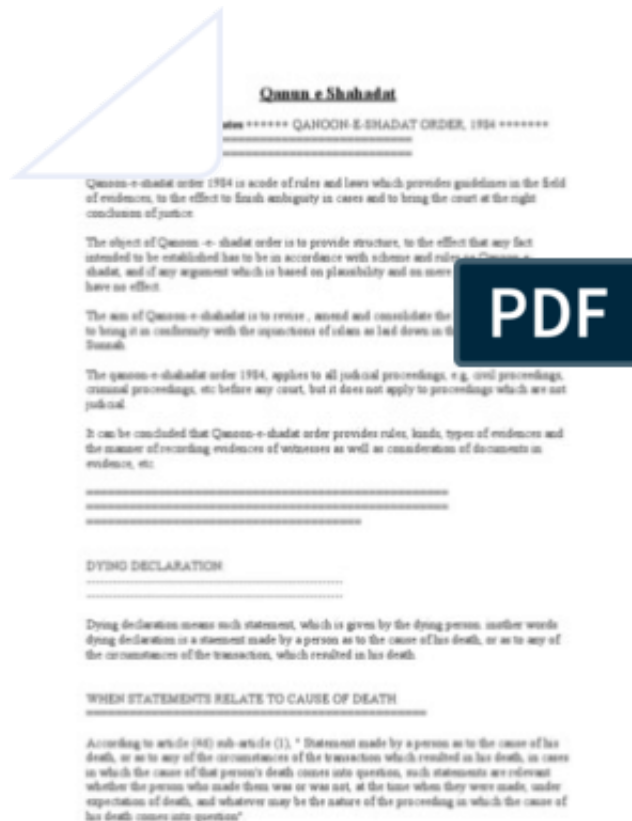 Qanun e Shahadat
ates ****** QANOON-E-SHADAT ORDER, 1984 *******
Qanoon-e-shadat order 1984 is acode of rules and laws which provides guidelines in the field
of evidences, to the effect to finish ambiguity in cases and to bring the court at the right
conclusion of justice.
The object of Qanoon -e- shadat order is to provide structure, to the effect that any fact
intended to be established has to be in accordance with scheme and rules
shadat, and if any argument which is based on plausibility and on mere
have no effect.
The aim of Qanoon-e-shahadat is to revise , amend and consolidate the
to bring it in conformity with the injunctions of islam as laid down in th
Sunnah.
PDF
The qanoon-e-shahadat order 1984, applies to all judicial proceedings, e.g, civil proceedings,
criminal proceedings, etc before any court, but it does not apply to proceedings which are not
judicial.
It can be concluded that Qanoon-e-shadat order provides rules, kinds, types of evidences and
the manner of recording evidences of witnesses as well as consideration of documents in
evidence, etc.
DYING DECLARATION
Dying declaration means such statement, which is given by the dying person, inother words
dying declaration is a staement made by a person as to the cause of his death, or as to any of
the circumstances of the transaction, which resulted in his death.
WHEN STATEMENTS RELATE TO CAUSE OF DEATH
According to article (46) sub-article (1), " Statement made by a person as to the cause of his
death, or as to any of the circumstances of the transaction which resulted in his death, in cases
in which the cause of that person's death comes into question, such statements are relevant
whether the person who made them was or was not, at the time when they were made, under
expectation of death, and whatever may be the nature of the proceeding in which the cause of
his death comes into question"